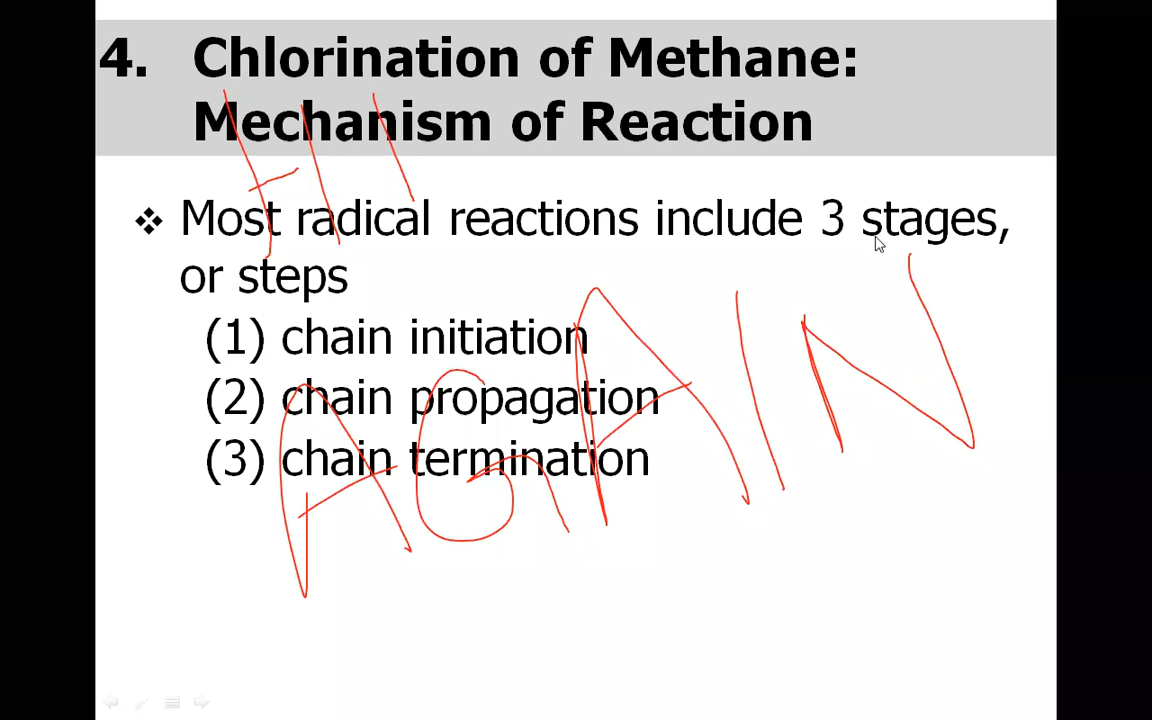 4. Chlorination of Methane:
Mechanism of Reaction
HI
❖ Most radical reactions include 3 stages,
or steps
(1) chain initiation
(2) chain propagation
(3) chain termination
AGAIN